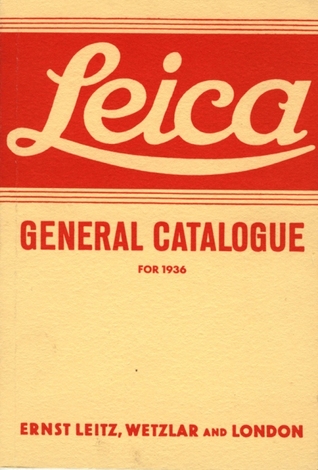 Leica
GENERAL CATALOGUE
FOR 1936
ERNST LEITZ, WETZLAR AND LONDON